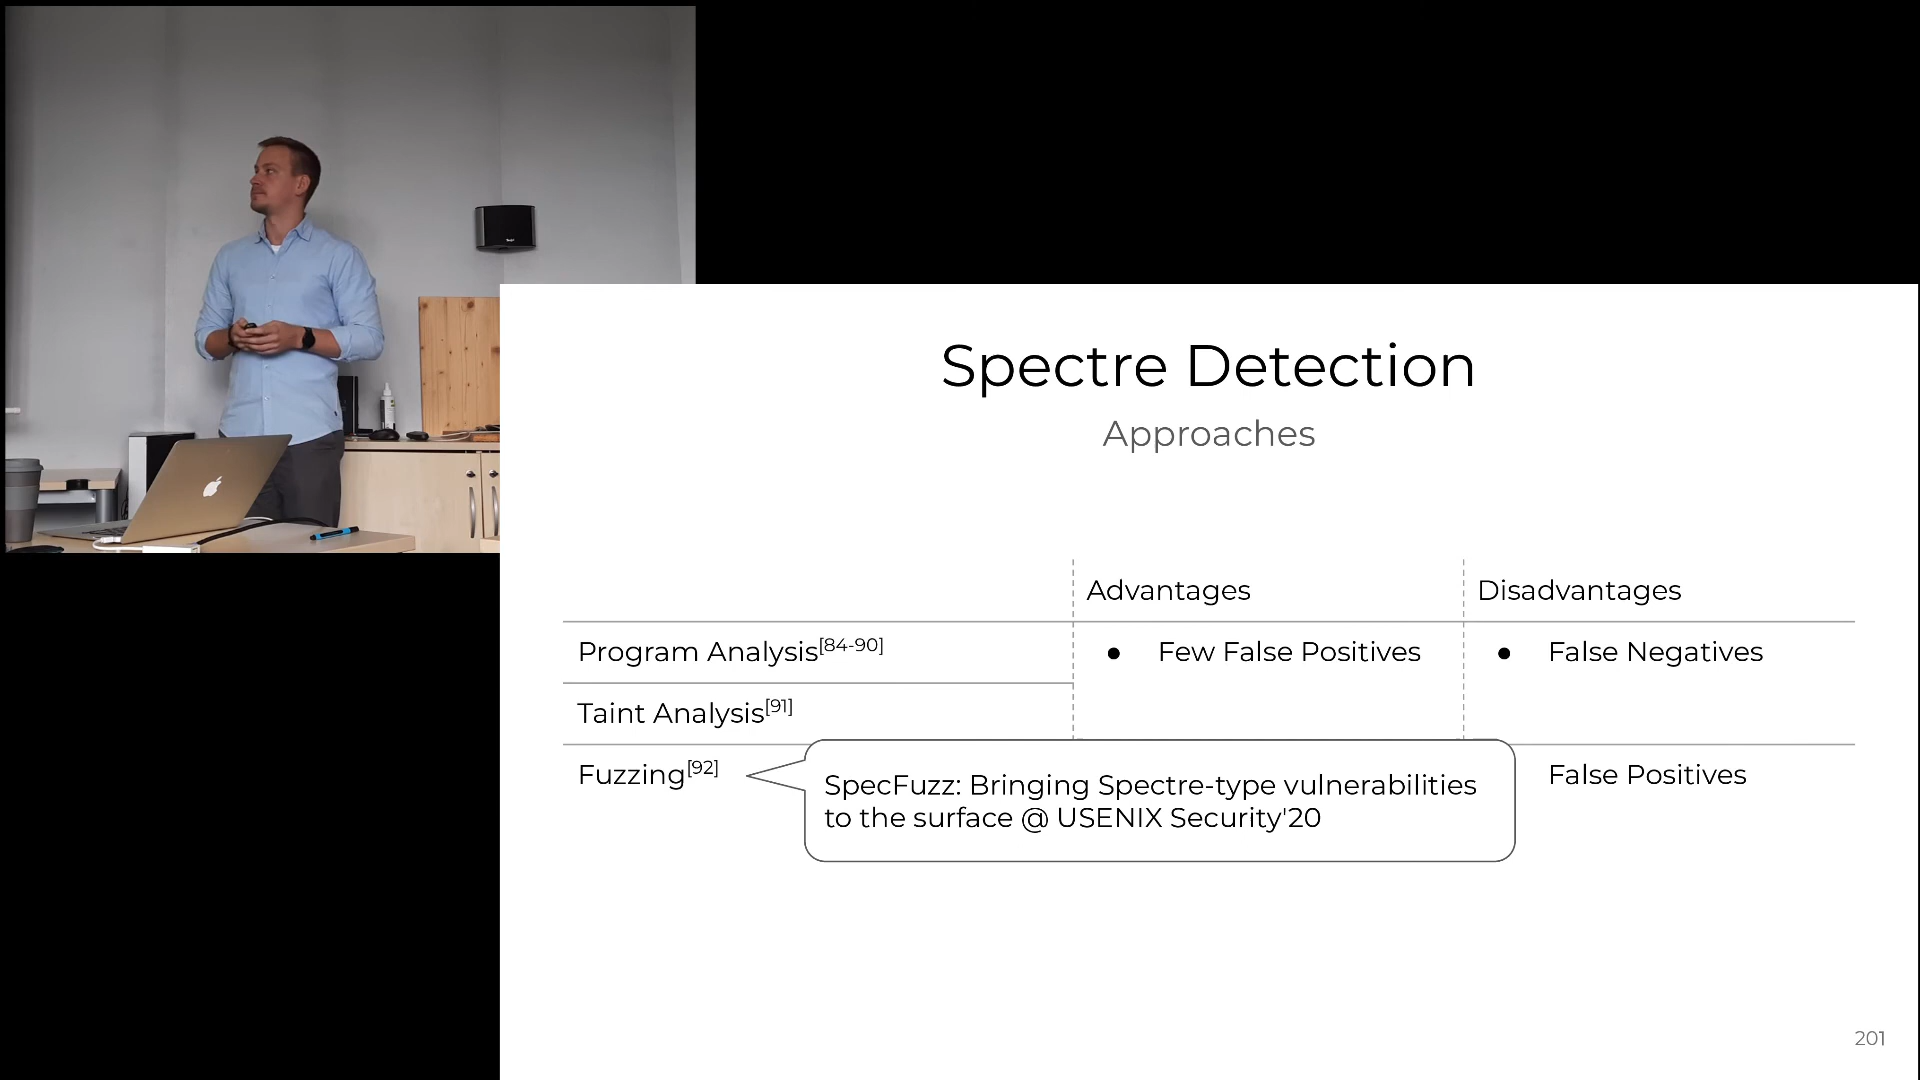 Spectre Detection
Approaches
Advantages
Disadvantages
Program Analysis[84-90]
● Few False Positives
● False Negatives
Taint Analysis[91]
Fuzzing[92]
SpecFuzz: Bringing Spectre-type vulnerabilities
to the surface @ USENIX Security'20
False Positives
201